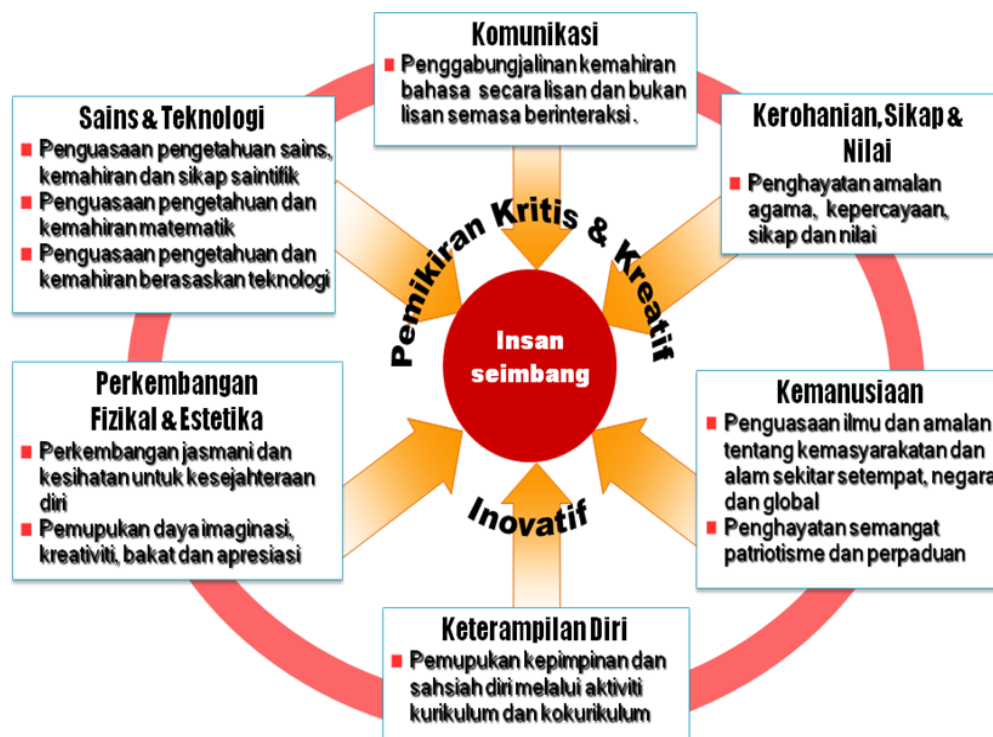 Komunikasi
Penggabungjalinan kemahiran
bahasa secara lisan dan bukan
lisan semasa berinteraksi .
Sains & Teknologi
Penguasaan pengetahuan sains,
kemahiran dan sikap saintifik
Penguasaan pengetahuan dan
kemahiran matematik
Penguasaan pengetahuan dan
kemahiran berasaskan teknologi
Kerohanian, Sikap &
Nilai
Penghayatan amalan
agama, kepercayaan,
sikap dan nilai
Pemikiran Kritis & Kreatif
Insan
seimbang
Inovatif
Perkembangan
Fizikal & Estetika
Perkembangan jasmani dan
kesihatan untuk kesejahteraan
diri
Pemupukan daya imaginasi,
kreativiti, bakat dan apresiasi
Kemanusiaan
Penguasaan ilmu dan amalan
tentang kemasyarakatan dan
alam sekitar setempat, negara
dan global
Penghayatan semangat
patriotisme dan perpaduan
Keterampilan Diri
Pemupukan kepimpinan dan
sahsiah diri melalui aktiviti
kurikulum dan kokurikulum